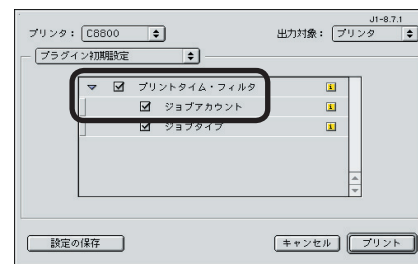 J1-8.7.1
プリンタ: C8800 出力対象: プリンタ
プラグイン初期設定
プリントタイム・フィルタ
ジョブアカウント
ジョブタイプ
設定の保存 キャンセル プリント